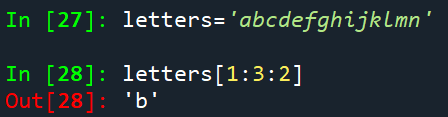 In [27]: letters='abcdefghijklmn'
In [28]: letters[1:3:2]
Out[28]: 'b'